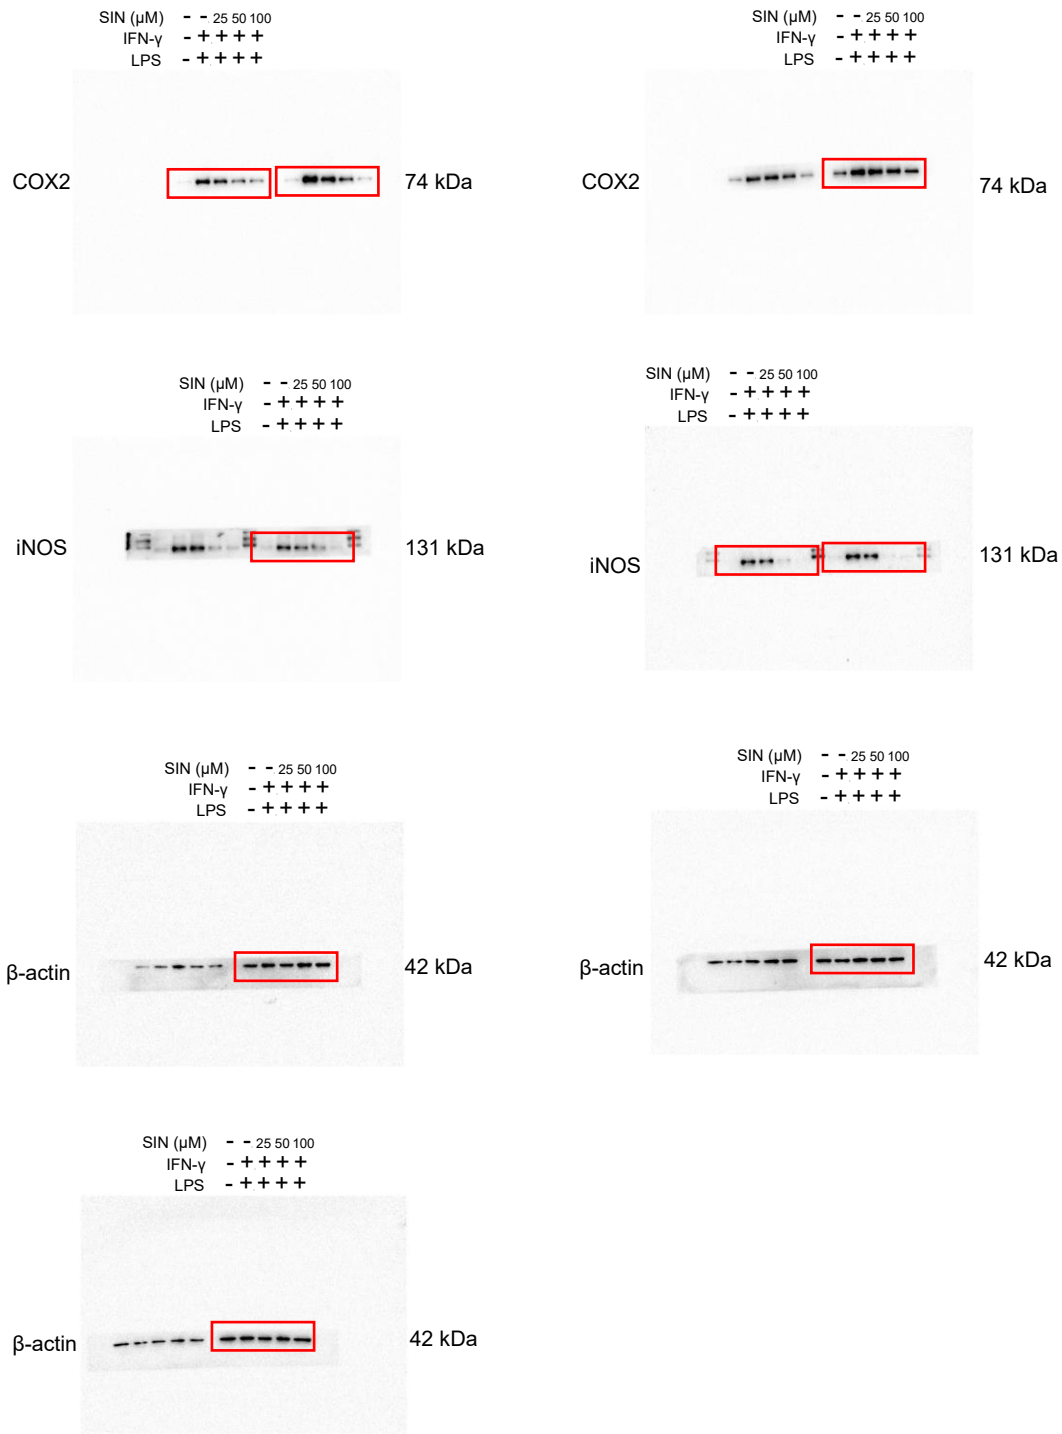 SIN (μM) - - 25 50 100
IFN-γ - + + + +
LPS - + + + +
COX2
74 kDa
SIN (μM) - - 25 50 100
IFN-γ - + + + +
LPS - + + + +
COX2
74 kDa
SIN (μM) - - 25 50 100
IFN-γ - + + + +
LPS - + + + +
iNOS
131 kDa
SIN (μM) - - 25 50 100
IFN-γ - + + + +
LPS - + + + +
iNOS
131 kDa
SIN (μM) - - 25 50 100
IFN-γ - + + + +
LPS - + + + +
β-actin
42 kDa
SIN (μM) - - 25 50 100
IFN-γ - + + + +
LPS - + + + +
β-actin
42 kDa
SIN (μM) - - 25 50 100
IFN-γ - + + + +
LPS - + + + +
β-actin
42 kDa